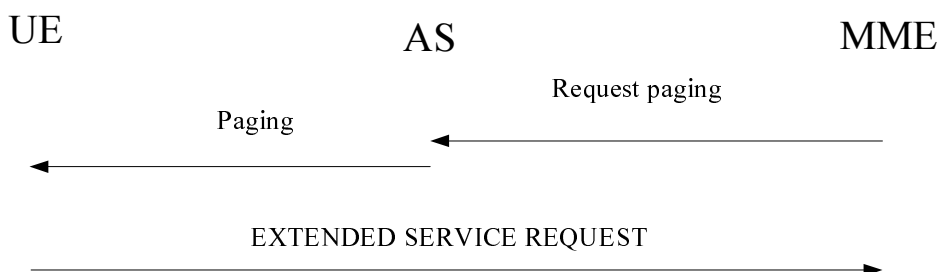 UE
AS
MME
Request paging
Paging
EXTENDED SERVICE REQUEST